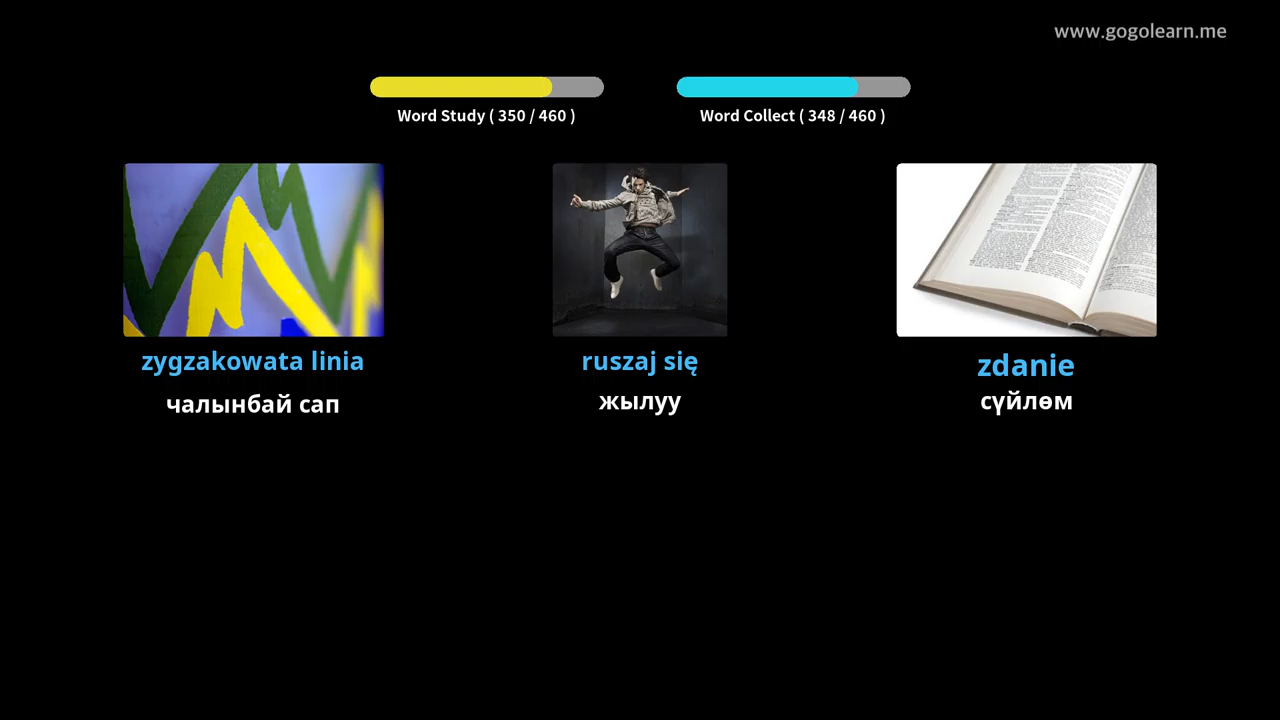 www.gogolearn.me
Word Study ( 350 / 460 )
Word Collect ( 348 / 460 )
zygzakowata linia
чалынбай сап
ruszaj się
жылуу
zdanie
сүйлөм